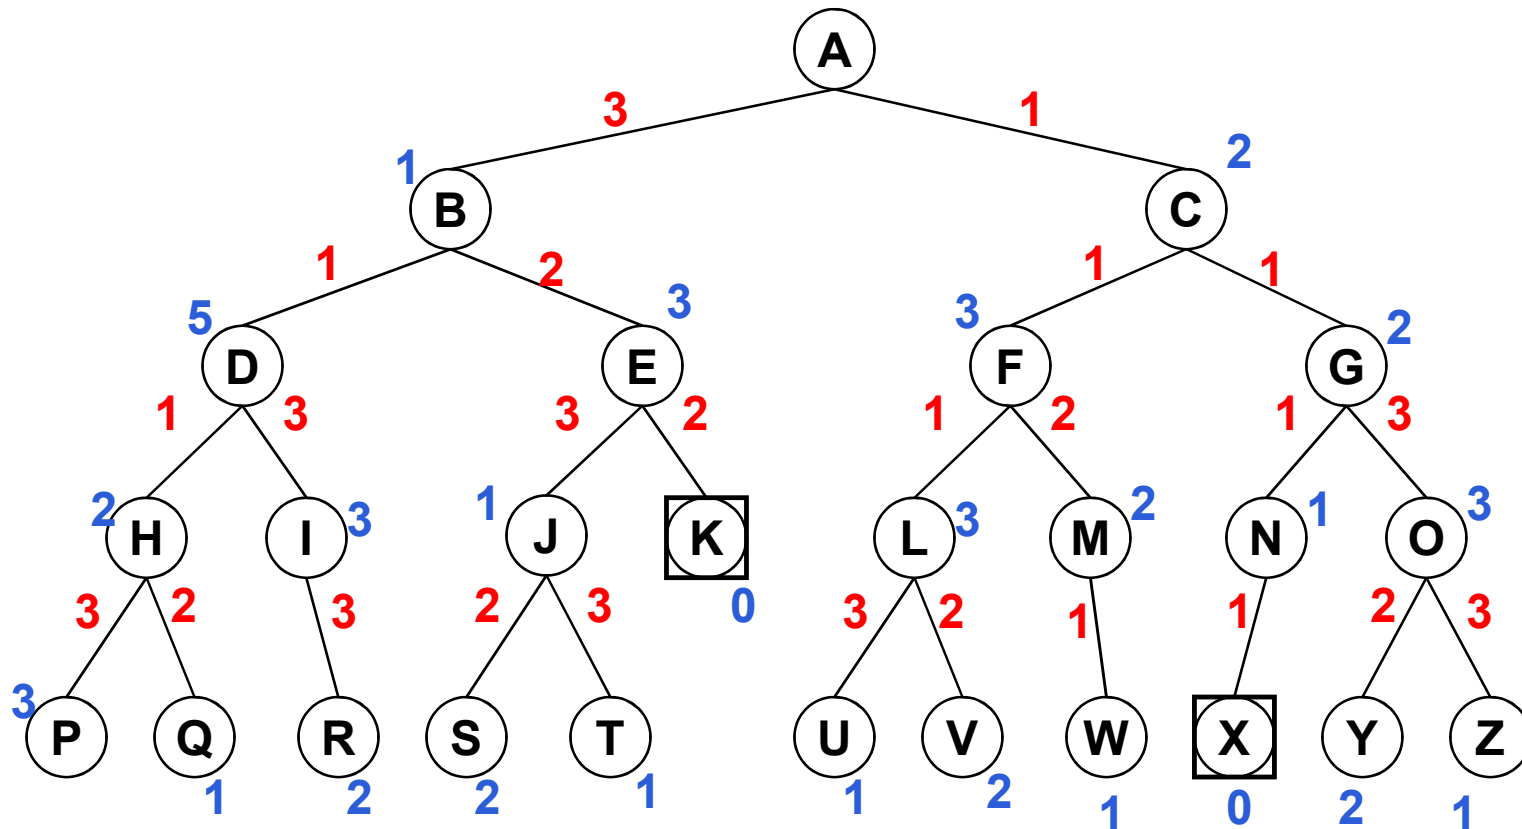 A
3 1
1 2
B C
1 2 1 1
5 3 3 2
D E F G
1 3 3 2 1 2 1 3
2 3 1 3 2 1 3
H I J K L M N O
0
3 2 3 2 3 3 2 1 1 2 3
3
P Q R S T U V W X Y Z
1 2 2 1 1 2 1 0 2 1